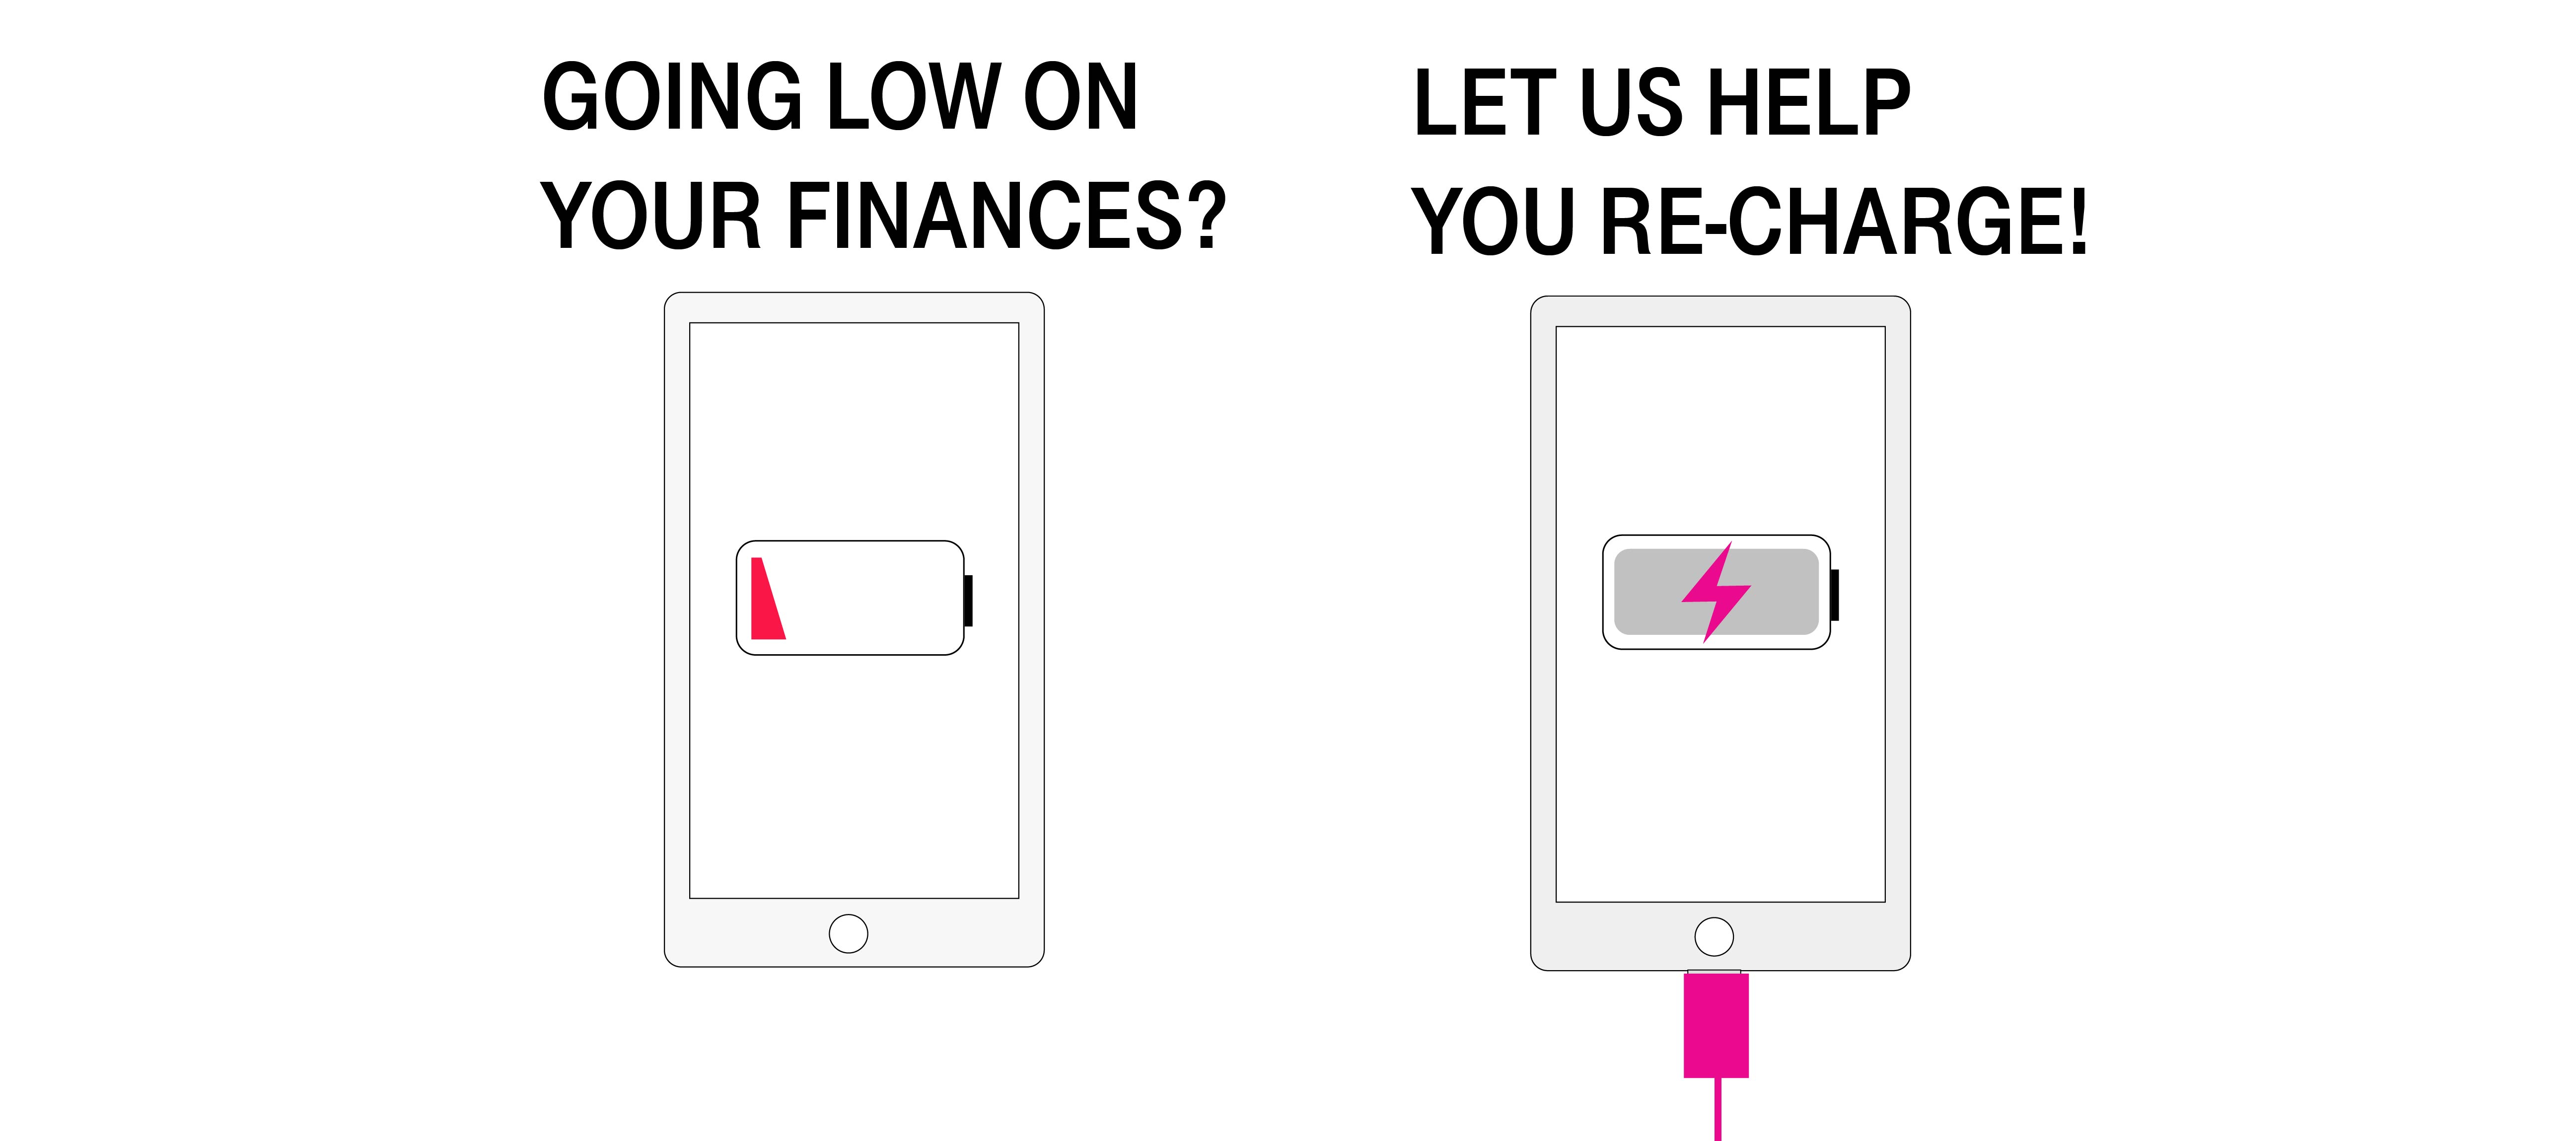 GOING LOW ON
YOUR FINANCES?
LET US HELP
YOU RE-CHARGE!